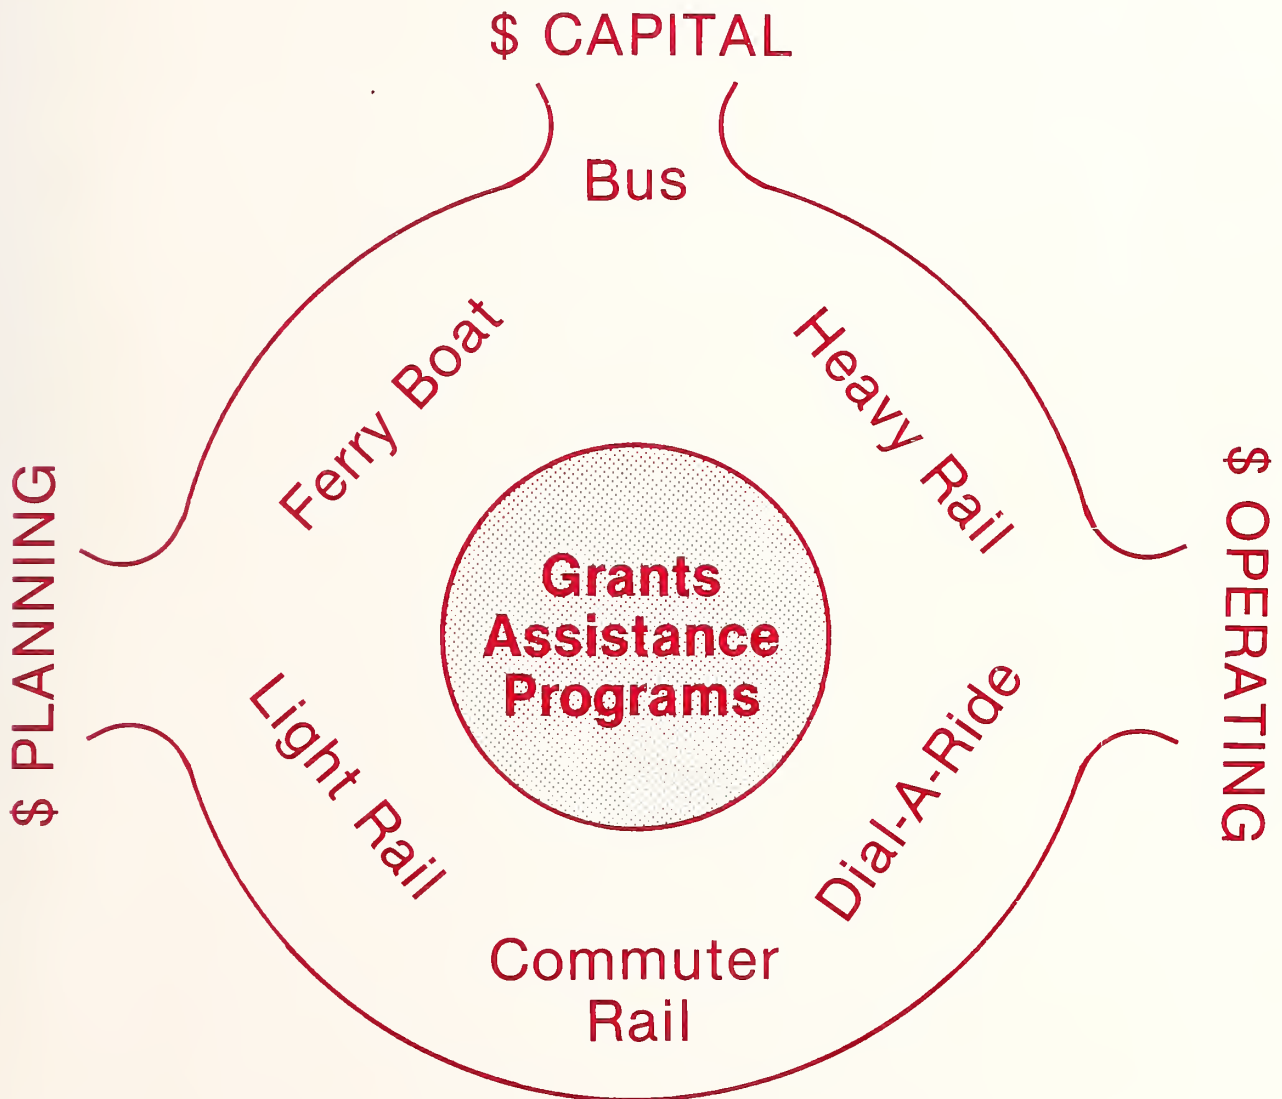 $ CAPITAL
Bus
Ferry Boat
Heavy Rail
$ PLANNING
$ OPERATING
Grants
Assistance
Programs
Light Rail
Dial-A-Ride
Commuter
Rail